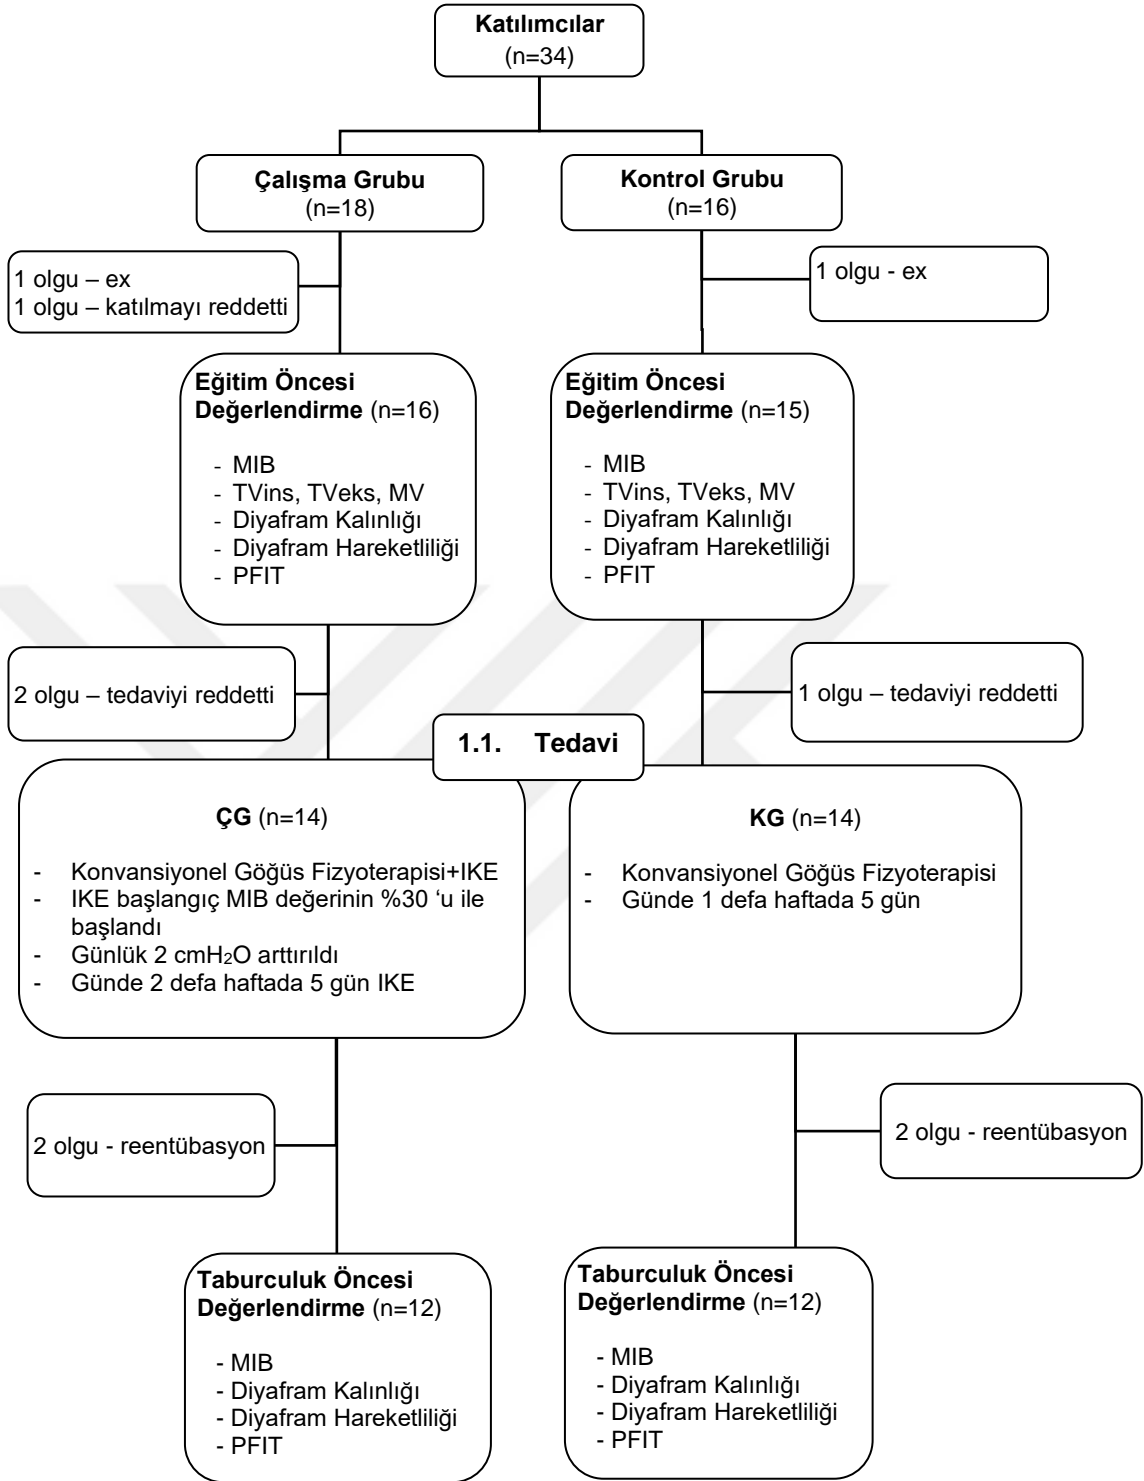 Katılımcılar
(n=34)
Çalışma Grubu
(n=18)
Kontrol Grubu
(n=16)
1 olgu – ex
1 olgu – katılmayı reddetti
1 olgu - ex
Eğitim Öncesi
Değerlendirme (n=16)
- MIB
- TVins, TVeks, MV
- Diyafram Kalınlığı
- Diyafram Hareketliliği
- PFIT
Eğitim Öncesi
Değerlendirme (n=15)
- MIB
- TVins, TVeks, MV
- Diyafram Kalınlığı
- Diyafram Hareketliliği
- PFIT
2 olgu – tedaviyi reddetti
1 olgu – tedaviyi reddetti
1.1. Tedavi
ÇG (n=14)
- Konvansiyonel Göğüs Fizyoterapisi+IKE
- IKE başlangıç MIB değerinin %30 ‘u ile
başlandı
- Günlük 2 cmH₂O arttırıldı
- Günde 2 defa haftada 5 gün IKE
KG (n=14)
- Konvansiyonel Göğüs Fizyoterapisi
- Günde 1 defa haftada 5 gün
2 olgu - reentübasyon
2 olgu - reentübasyon
Taburculuk Öncesi
Değerlendirme (n=12)
- MIB
- Diyafram Kalınlığı
- Diyafram Hareketliliği
- PFIT
Taburculuk Öncesi
Değerlendirme (n=12)
- MIB
- Diyafram Kalınlığı
- Diyafram Hareketliliği
- PFIT